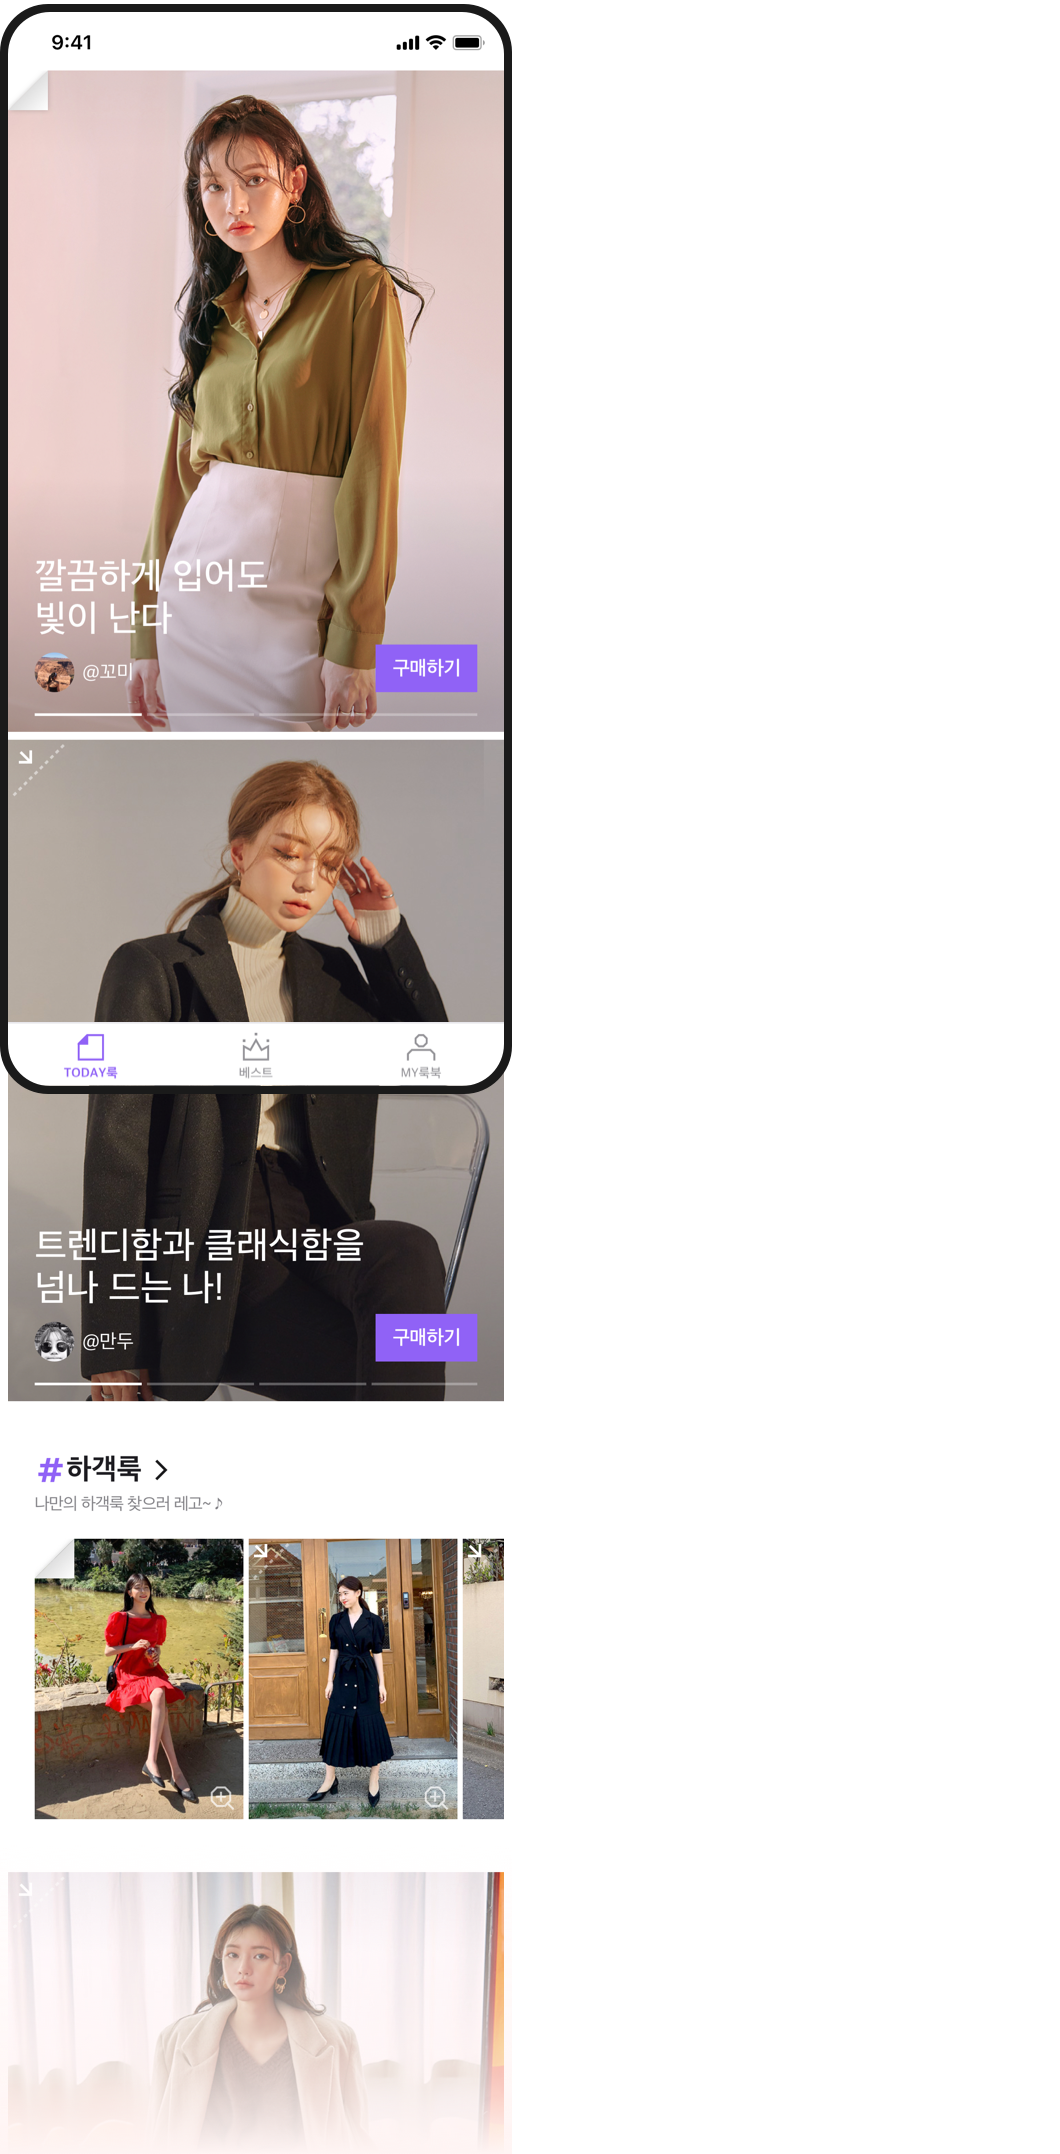 9:41
깔끔하게 입어도
빛이 난다
@꼬미
구매하기
TODAY룩
베스트
MY룩북
트렌디함과 클래식함을
넘나 드는 나!
@만두
구매하기
#하객룩
나만의 하객룩 찾으러 레고~♪